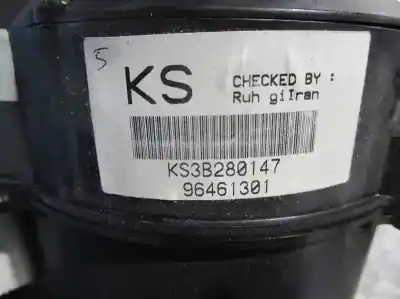 5
KS CHECKED BY :
Ruh giIran
KS3B280147
96461301